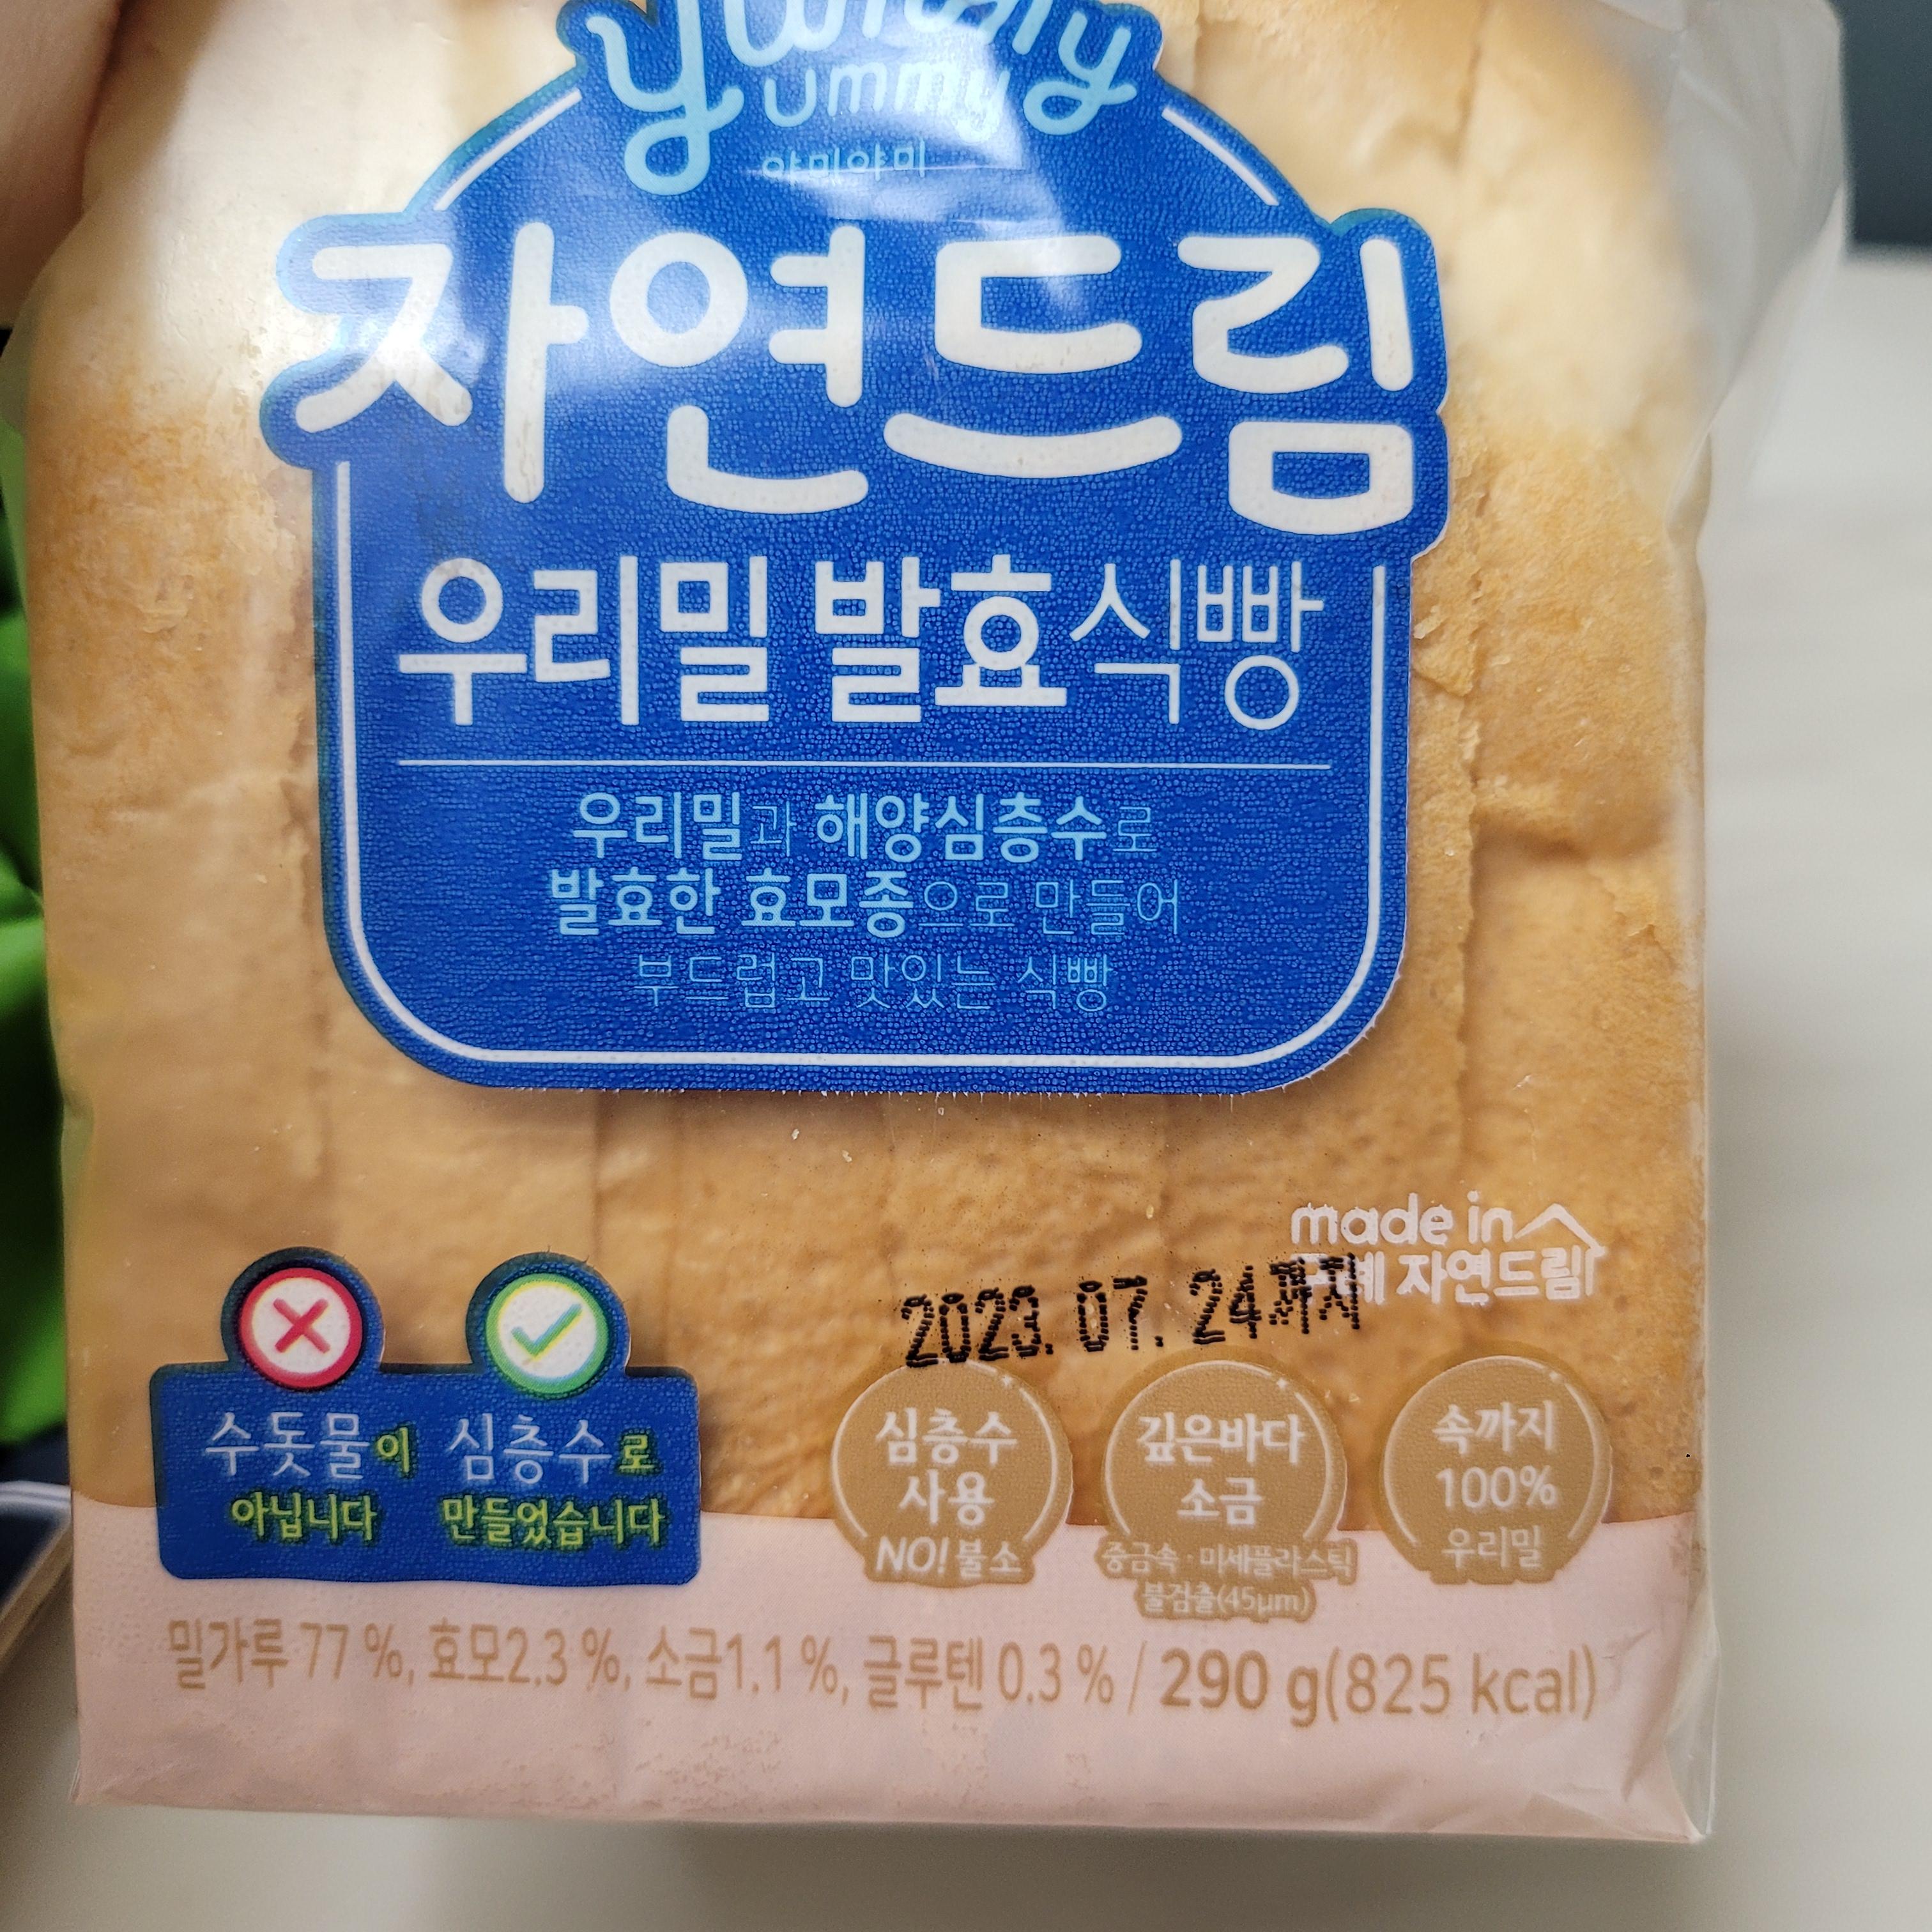 yummy
yummy
야미야미
자연드림
우리밀 발효식빵
우리밀과 해양심층수로
발효한 효모종으로 만들어
부드럽고 맛있는 식빵
made in
자연드림
2023. 07. 24까지
수돗물이 아닙니다
심층수로 만들었습니다
심층수
사용
NO! 불소
깊은바다
소금
중금속·미세플라스틱
불검출(45μm)
속까지
100%
우리밀
밀가루 77 %, 효모2.3 %, 소금1.1 %, 글루텐 0.3 % / 290 g(825 kcal)